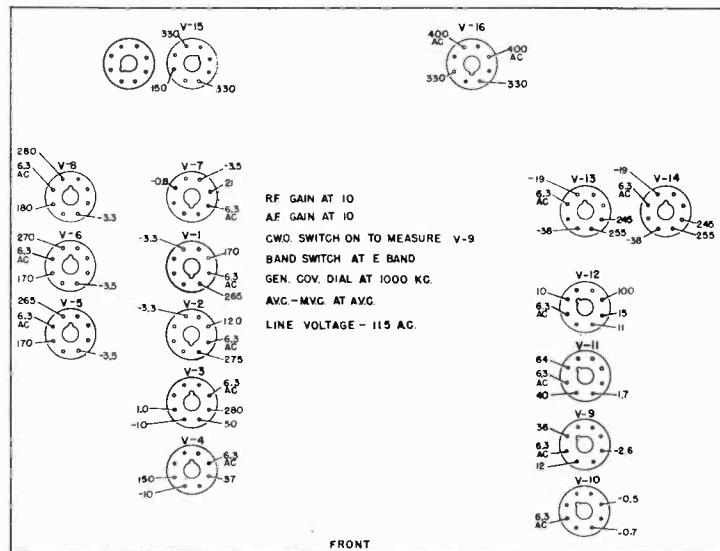 V-15
330
150
330
V-16
400
AC
400
AC
330
330
V-8
280
6.3
AC
180
-3.3
V-7
-3.5
-0.8
21
6.3
AC
V-6
270
6.3
AC
170
-3.5
V-1
-3.3
170
6.3
AC
265
V-5
265
6.3
AC
170
-3.5
V-2
-3.3
120
6.3
AC
275
V-3
6.3
AC
1.0
280
-10
50
V-4
6.3
AC
150
37
-10
RF GAIN AT 10
A.F GAIN AT 10
C.W.O. SWITCH ON TO MEASURE V-9
BAND SWITCH AT E BAND
GEN. COV. DIAL AT 1000 KC.
A.V.C. - M.V.C. AT A.V.C.
LINE VOLTAGE - 115 A.C.
V-13
-19
6.3
AC
245
-38
255
V-14
-19
6.3
AC
245
-38
255
V-12
10
100
6.3
AC
15
11
V-11
64
6.3
AC
40
1.7
V-9
36
6.3
AC
-2.6
12
V-10
-0.5
6.3
AC
-0.7
FRONT